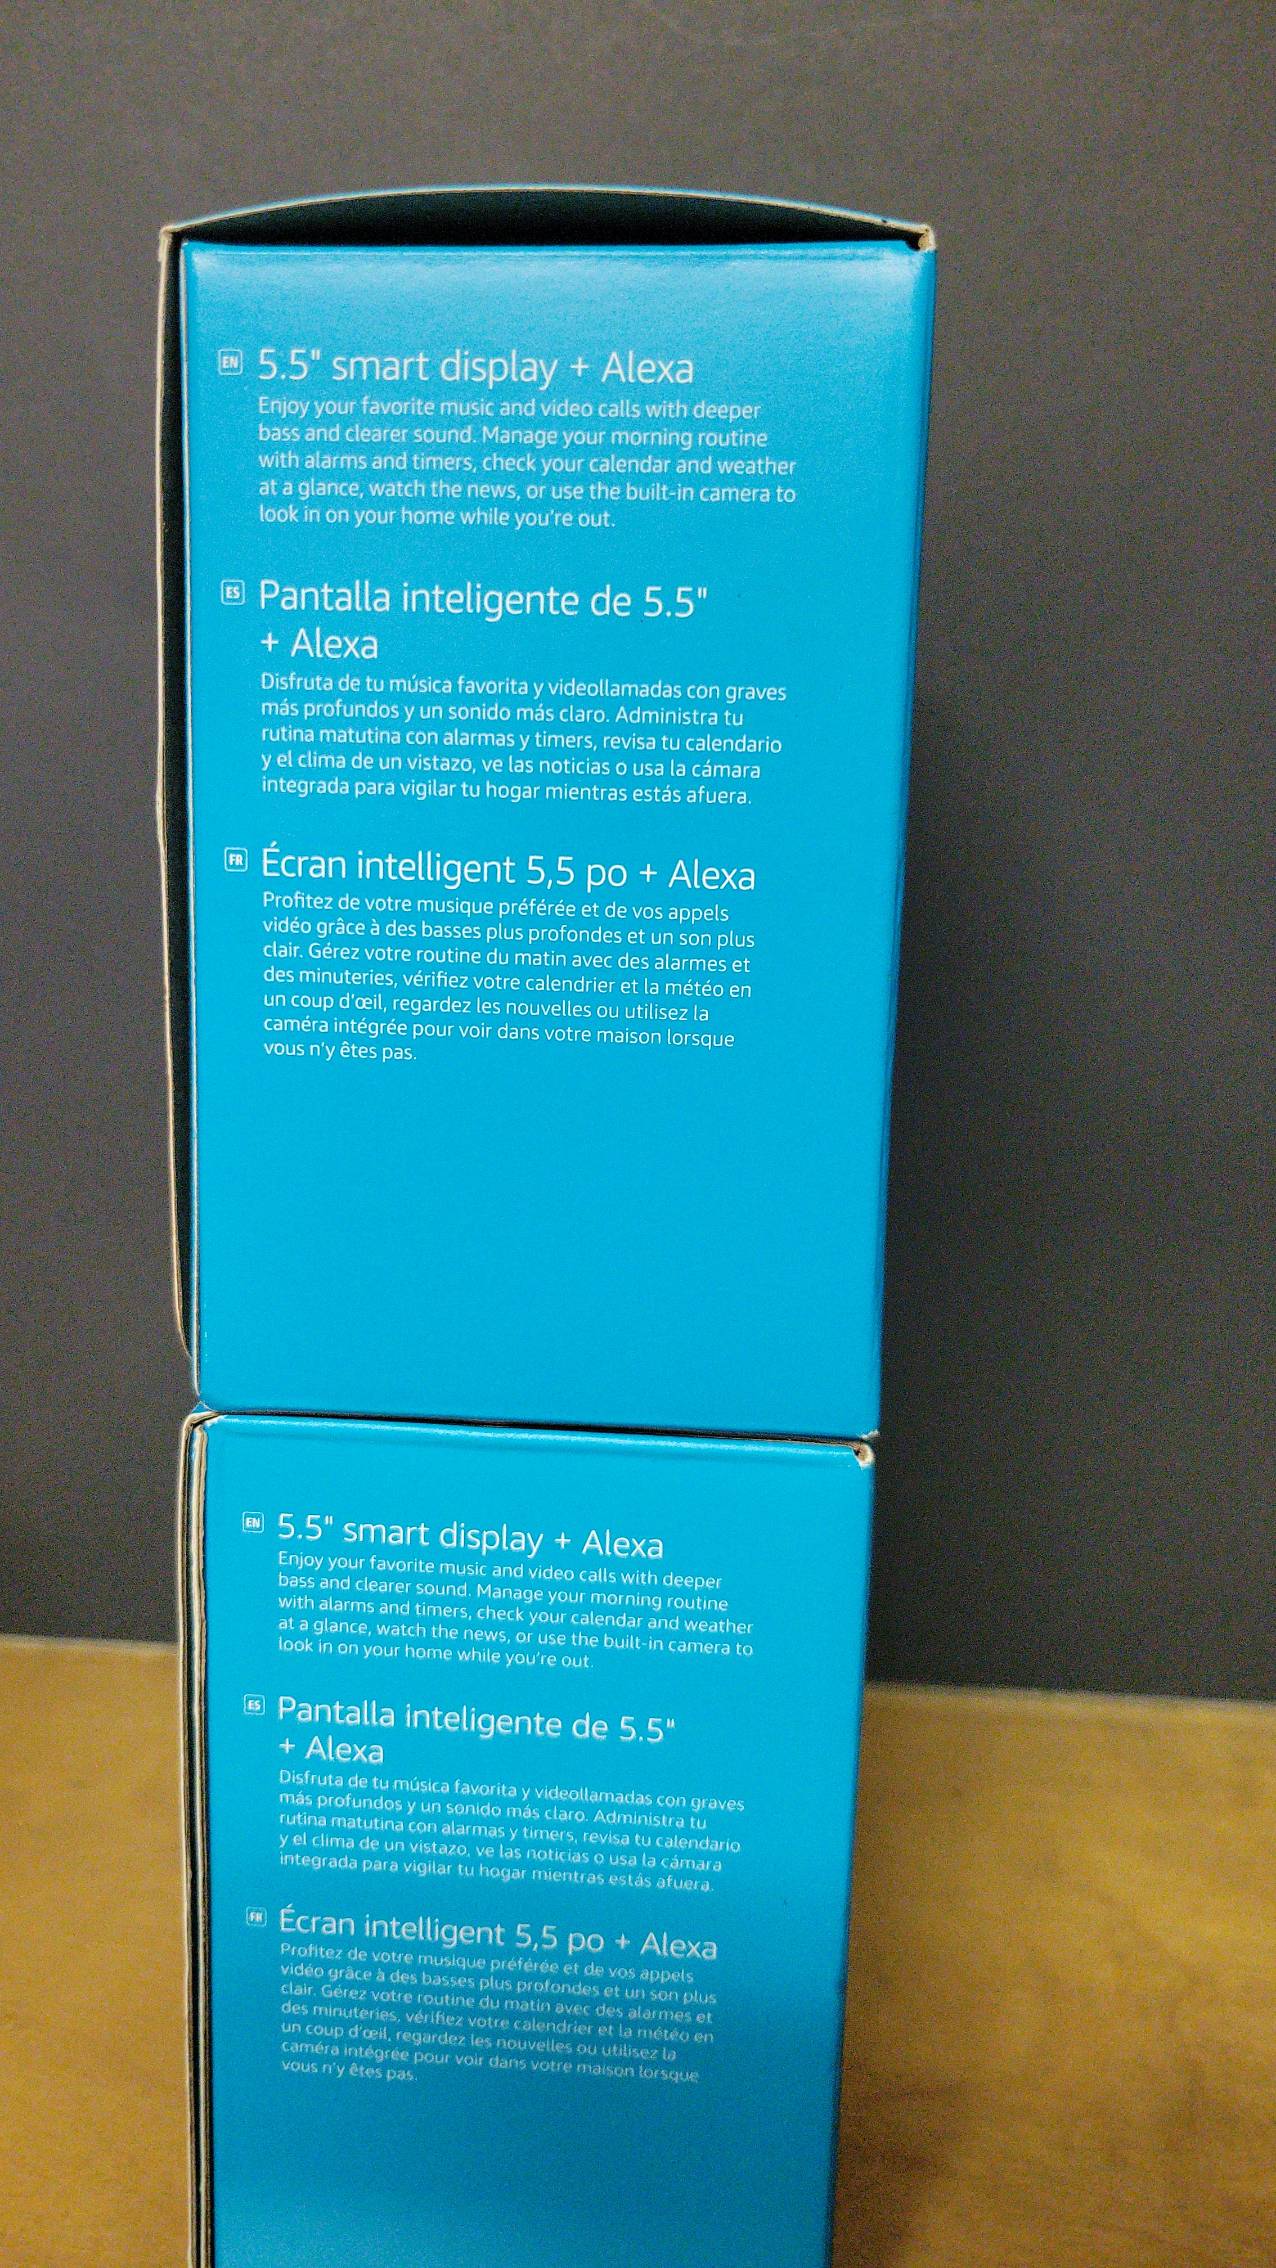 EN 5.5" smart display + Alexa
Enjoy your favorite music and video calls with deeper
bass and clearer sound. Manage your morning routine
with alarms and timers, check your calendar and weather
at a glance, watch the news, or use the built-in camera to
look in on your home while you're out.
ES Pantalla inteligente de 5.5"
+ Alexa
Disfruta de tu música favorita y videollamadas con graves
más profundos y un sonido más claro. Administra tu
rutina matutina con alarmas y timers, revisa tu calendario
y el clima de un vistazo, ve las noticias o usa la cámara
integrada para vigilar tu hogar mientras estás afuera.
FR Écran intelligent 5,5 po + Alexa
Profitez de votre musique préférée et de vos appels
vidéo grâce à des basses plus profondes et un son plus
clair. Gérez votre routine du matin avec des alarmes et
des minuteries, vérifiez votre calendrier et la météo en
un coup d'œil, regardez les nouvelles ou utilisez la
caméra intégrée pour voir dans votre maison lorsque
vous n'y êtes pas.
EN 5.5" smart display + Alexa
Enjoy your favorite music and video calls with deeper
bass and clearer sound. Manage your morning routine
with alarms and timers, check your calendar and weather
at a glance, watch the news, or use the built-in camera to
look in on your home while you're out.
ES Pantalla inteligente de 5.5"
+ Alexa
Disfruta de tu música favorita y videollamadas con graves
más profundos y un sonido más claro. Administra tu
rutina matutina con alarmas y timers, revisa tu calendario
y el clima de un vistazo, ve las noticias o usa la cámara
integrada para vigilar tu hogar mientras estás afuera.
FR Écran intelligent 5,5 po + Alexa
Profitez de votre musique préférée et de vos appels
vidéo grâce à des basses plus profondes et un son plus
clair. Gérez votre routine du matin avec des alarmes et
des minuteries, vérifiez votre calendrier et la météo en
un coup d'œil, regardez les nouvelles ou utilisez la
caméra intégrée pour voir dans votre maison lorsque
vous n'y êtes pas.